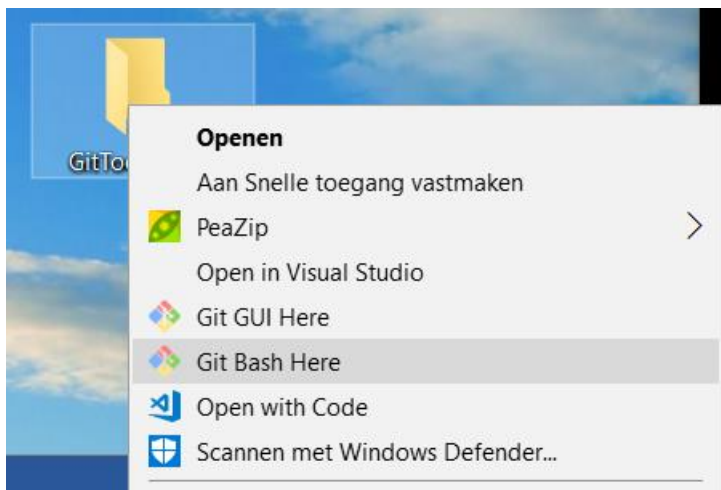 GitToo
Openen
Aan Snelle toegang vastmaken
PeaZip
Open in Visual Studio
Git GUI Here
Git Bash Here
Open with Code
Scannen met Windows Defender...